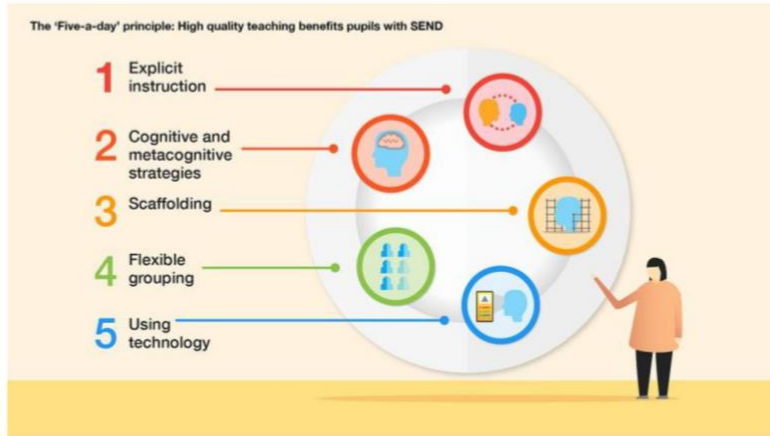 The ‘Five-a-day’ principle: High quality teaching benefits pupils with SEND
1 Explicit
instruction
2 Cognitive and
metacognitive
strategies
3 Scaffolding
4 Flexible
grouping
5 Using
technology